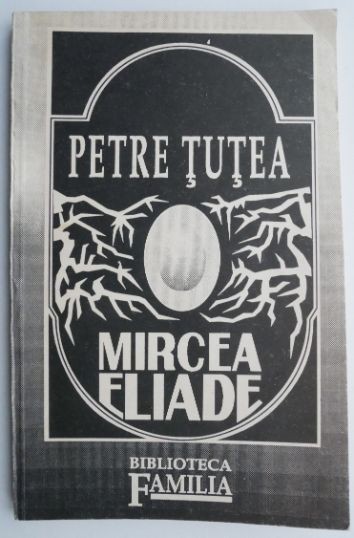 PETRE ŢUŢEA
MIRCEA
ELIADE
BIBLIOTECA
FAMILIA